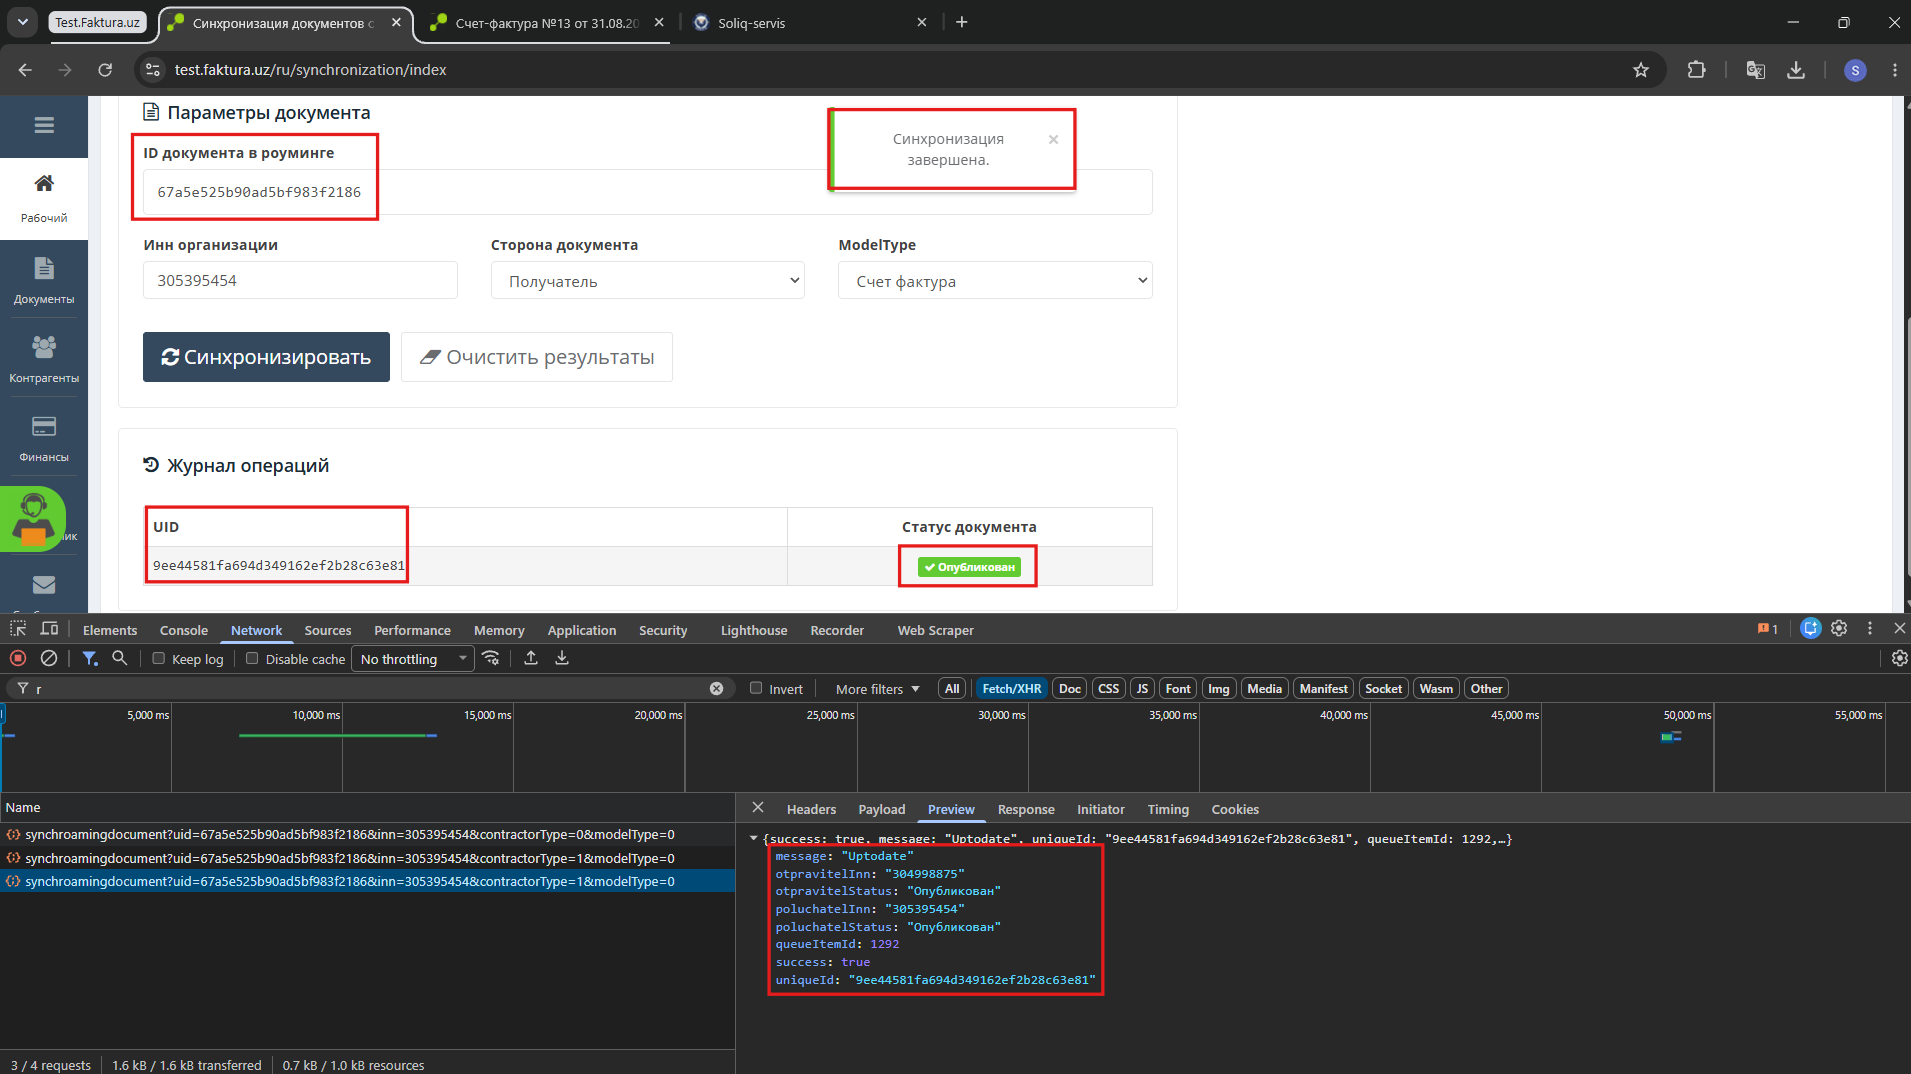 Test.Faktura.uz
Синхронизация документов с
Счет-фактура №13 от 31.08.20
Soliq-servis
test.faktura.uz/ru/synchronization/index
S
Параметры документа
Синхронизация завершена.
ID документа в роуминге
67a5e525b90ad5bf983f2186
Инн организации
Сторона документа
ModelType
305395454
Получатель
Счет фактура
Синхронизировать
Очистить результаты
Рабочий
Документы
Контрагенты
Финансы
ик
Журнал операций
UID
Статус документа
9ee44581fa694d349162ef2b28c63e81
Опубликован
Elements
Console
Network
Sources
Performance
Memory
Application
Security
Lighthouse
Recorder
Web Scraper
1
Keep log
Disable cache
No throttling
r
Invert
More filters
All
Fetch/XHR
Doc
CSS
JS
Font
Img
Media
Manifest
Socket
Wasm
Other
5,000 ms
10,000 ms
15,000 ms
20,000 ms
25,000 ms
30,000 ms
35,000 ms
40,000 ms
45,000 ms
50,000 ms
55,000 ms
Name
synchroamingdocument?uid=67a5e525b90ad5bf983f2186&inn=305395454&contractorType=0&modelType=0
synchroamingdocument?uid=67a5e525b90ad5bf983f2186&inn=305395454&contractorType=1&modelType=0
synchroamingdocument?uid=67a5e525b90ad5bf983f2186&inn=305395454&contractorType=1&modelType=0
Headers
Payload
Preview
Response
Initiator
Timing
Cookies
{success: true, message: "Uptodate", uniqueId: "9ee44581fa694d349162ef2b28c63e81", queueItemId: 1292,…}
message: "Uptodate"
otpravitelInn: "304998875"
otpravitelStatus: "Опубликован"
poluchatelInn: "305395454"
poluchatelStatus: "Опубликован"
queueItemId: 1292
success: true
uniqueId: "9ee44581fa694d349162ef2b28c63e81"
3 / 4 requests
1.6 kB / 1.6 kB transferred
0.7 kB / 1.0 kB resources